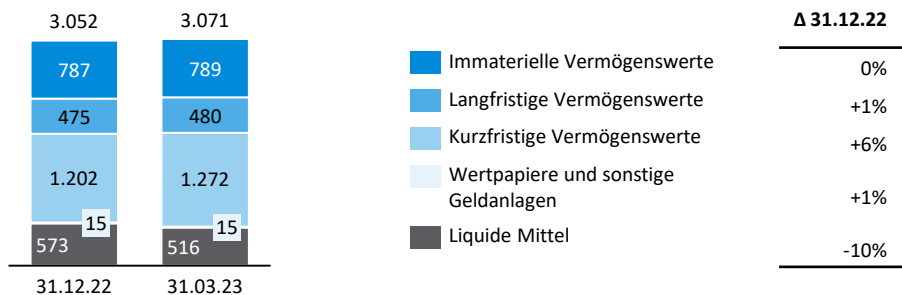 3.052
3.071
Δ 31.12.22
787
789
Immaterielle Vermögenswerte
0%
475
480
Langfristige Vermögenswerte
+1%
1.202
1.272
Kurzfristige Vermögenswerte
+6%
15
15
Wertpapiere und sonstige
Geldanlagen
+1%
573
516
Liquide Mittel
-10%
31.12.22
31.03.23